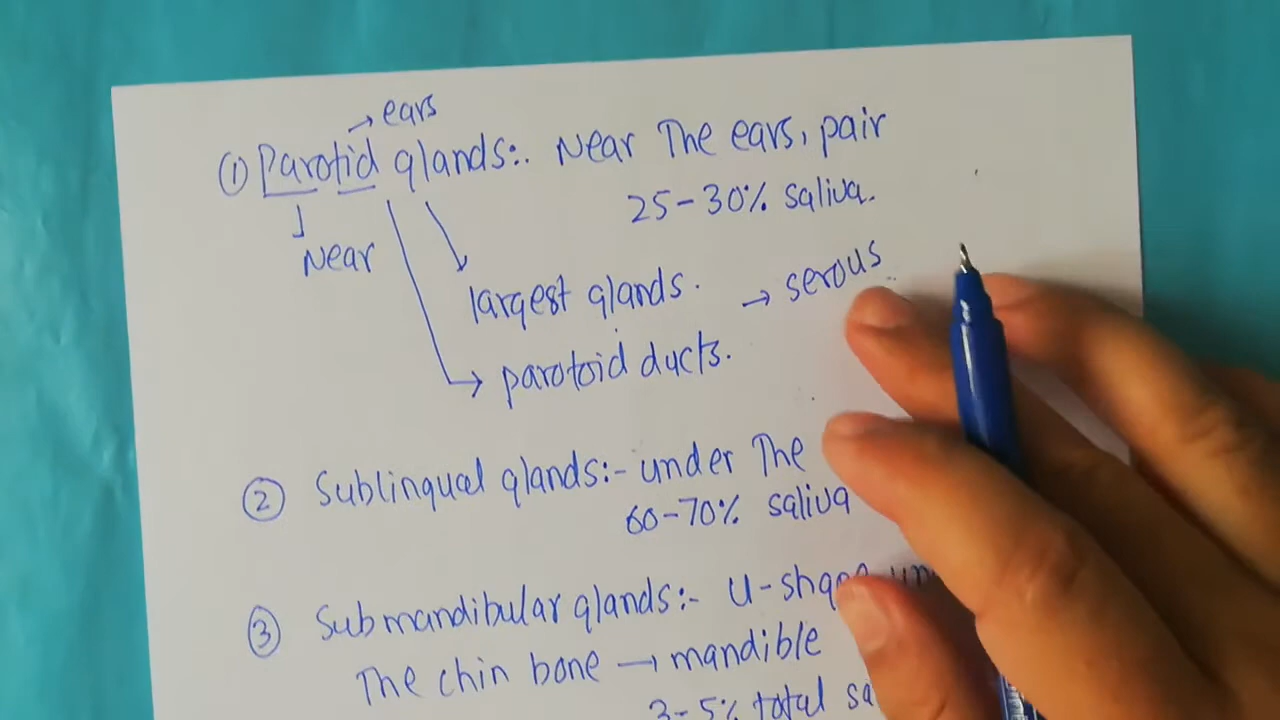 → ears
① Parotid glands:. Near The ears, pair
25-30% saliva.
Near
largest glands. → serous
→ parotoid ducts.
② Sublingual glands:- under The
60-70% saliva
③ Submandibular glands:- U-shape
The chin bone → mandible
3-5% total